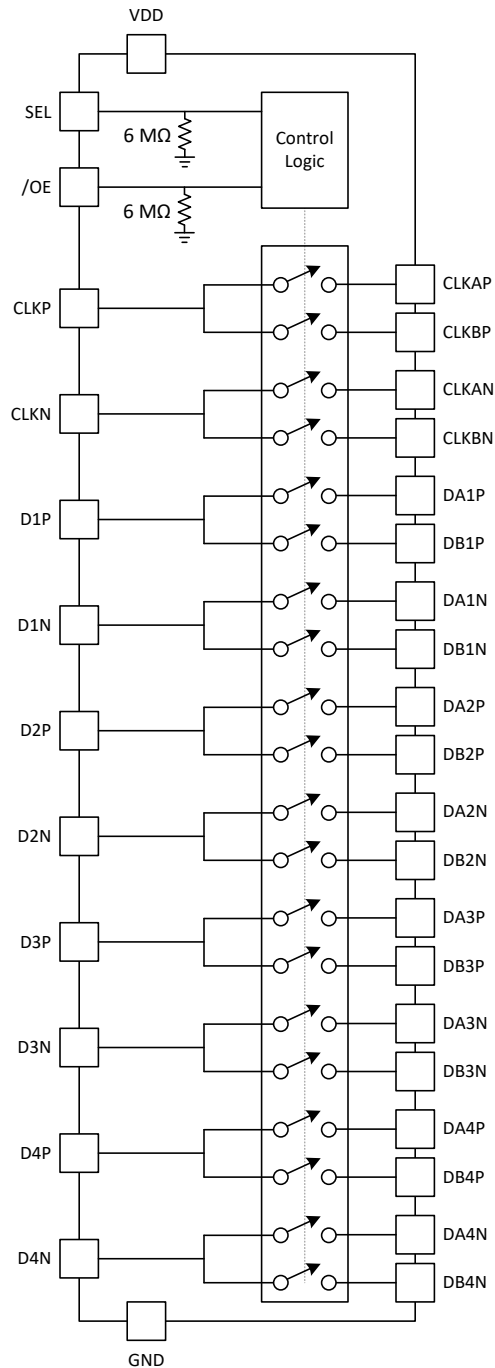 VDD
SEL
6 MΩ
Control
Logic
/OE
6 MΩ
CLKP
CLKAP
CLKBP
CLKN
CLKAN
CLKBN
D1P
DA1P
DB1P
D1N
DA1N
DB1N
D2P
DA2P
DB2P
D2N
DA2N
DB2N
D3P
DA3P
DB3P
D3N
DA3N
DB3N
D4P
DA4P
DB4P
D4N
DA4N
DB4N
GND